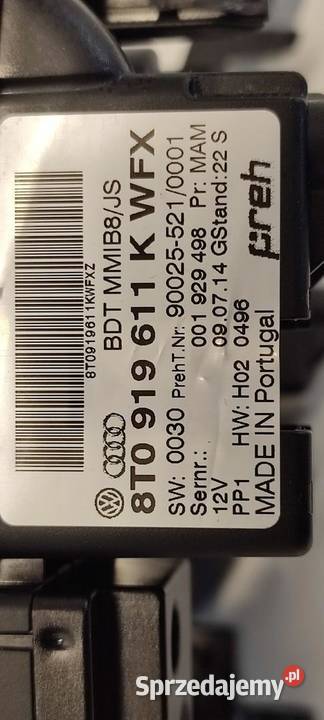 8T0919611KWFXZ
BDT MMIB8/JS
8T0 919 611 K WFX
SW: 0030 PrehT.Nr: 90025-521/0001
Sernr.: 001 929 498 Pr: MAM
12V 09.07.14 GStand:22 S
PP1 HW: H02 0496
MADE IN Portugal
preh
Sprzedajemy.pl